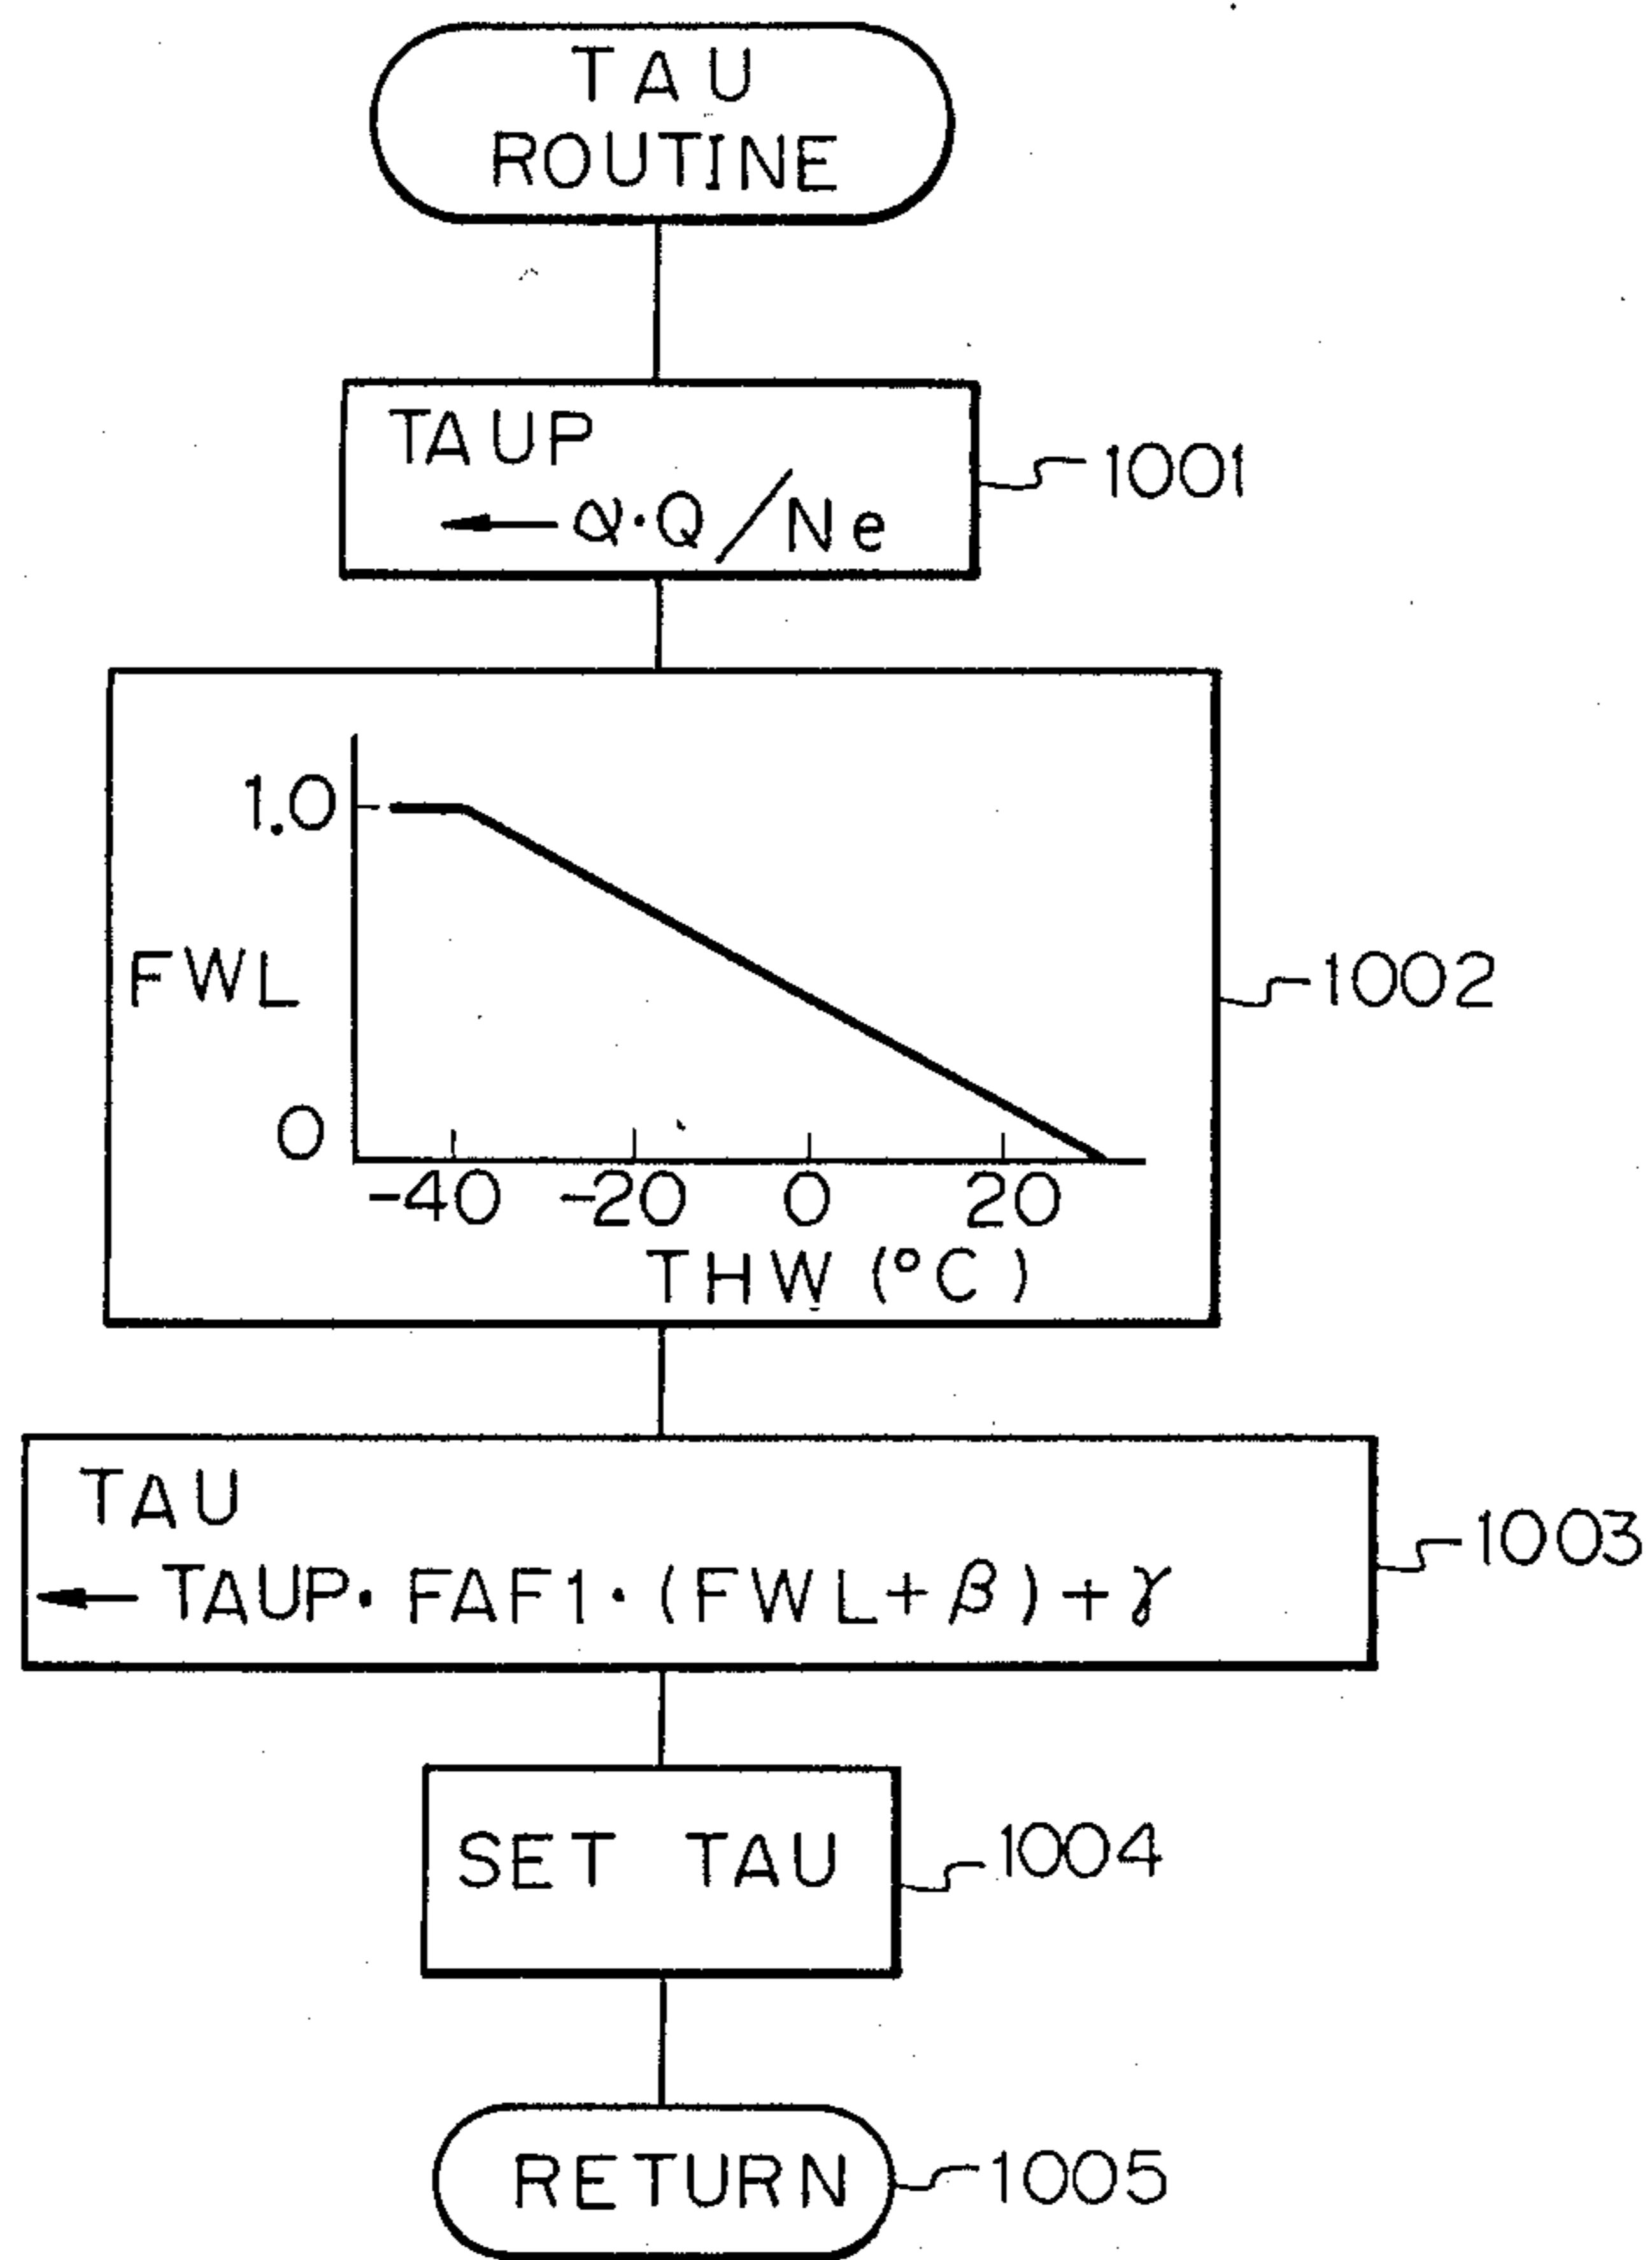 TAU
ROUTINE
TAUP
← α·Q/Ne
1001
1.0
FWL
0
-40 -20 0 20
THW (°C)
1002
TAU
← TAUP·FAF1·(FWL+β)+γ
1003
SET TAU
1004
RETURN
1005